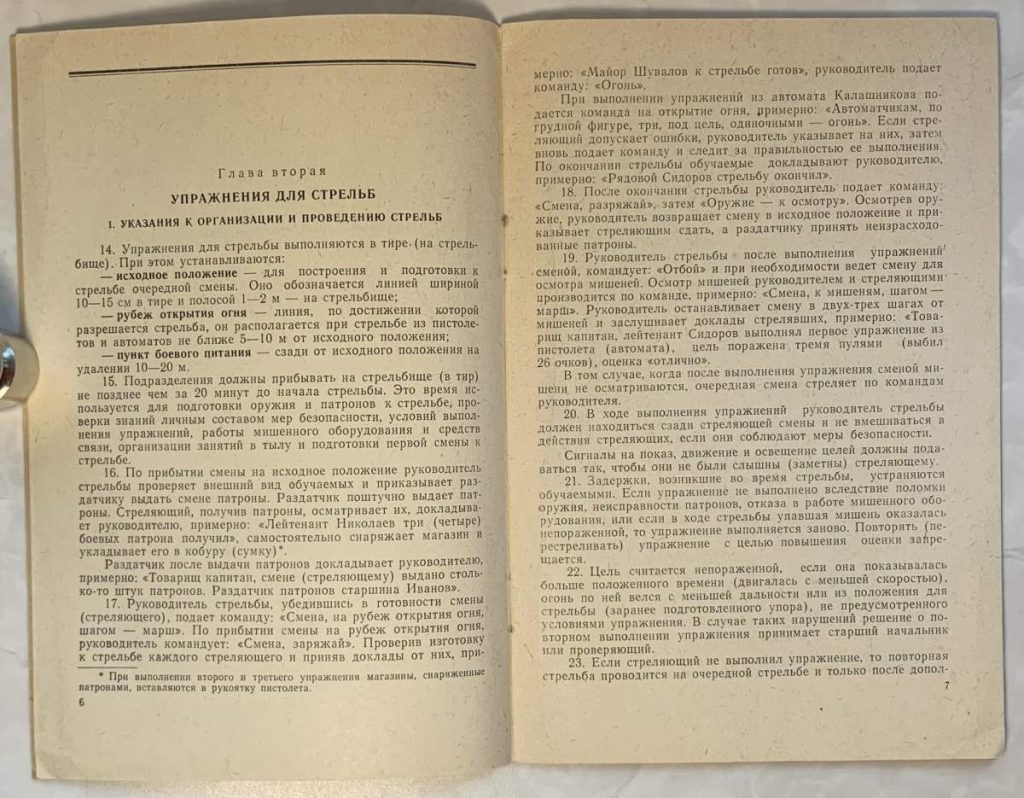 Глава вторая
УПРАЖНЕНИЯ ДЛЯ СТРЕЛЬБ
1. УКАЗАНИЯ К ОРГАНИЗАЦИИ И ПРОВЕДЕНИЮ СТРЕЛЬБ
14. Упражнения для стрельбы выполняются в тире (на стрель-
бище). При этом устанавливаются:
— исходное положение — для построения и подготовки к
стрельбе очередной смены. Оно обозначается линией шириной
10—15 см в тире и полосой 1—2 м — на стрельбище;
— рубеж открытия огня — линия, по достижении которой
разрешается стрельба, он располагается при стрельбе из пистоле-
тов и автоматов не ближе 5—10 м от исходного положения;
— пункт боевого питания — сзади от исходного положения на
удалении 10—20 м.
15. Подразделения должны прибывать на стрельбище (в тир)
не позднее чем за 20 минут до начала стрельбы. Это время ис-
пользуется для подготовки оружия и патронов к стрельбе, про-
верки знаний личным составом мер безопасности, условий выпол-
нения упражнений, работы мишенного оборудования и средств
связи, организации занятий в тылу и подготовки первой смены к
стрельбе.
16. По прибытии смены на исходное положение руководитель
стрельбы проверяет внешний вид обучаемых и приказывает раз-
датчику выдать смене патроны. Раздатчик поштучно выдает пат-
роны. Стреляющий, получив патроны, осматривает их, докладыва-
ет руководителю, примерно: «Лейтенант Николаев три (четыре)
боевых патрона получил», самостоятельно снаряжает магазин и
укладывает его в кобуру (сумку)*.
Раздатчик после выдачи патронов докладывает руководителю,
примерно: «Товарищ капитан, смене (стреляющему) выдано столь-
ко-то штук патронов. Раздатчик патронов старшина Иванов».
17. Руководитель стрельбы, убедившись в готовности смены
(стреляющего), подает команду: «Смена, на рубеж открытия огня,
шагом — марш». По прибытии смены на рубеж открытия огня,
руководитель командует: «Смена, заряжай». Проверив изготовку
к стрельбе каждого стреляющего и приняв доклады от них, при-
* При выполнении второго и третьего упражнения магазины, снаряженные
патронами, вставляются в рукоятку пистолета.
6
мерно: «Майор Шувалов к стрельбе готов», руководитель подает
команду: «Огонь».
При выполнении упражнений из автомата Калашникова по-
дается команда на открытие огня, примерно: «Автоматчикам, по
грудной фигуре, три, под цель, одиночными — огонь». Если стре-
ляющий допускает ошибки, руководитель указывает на них, затем
вновь подает команду и следит за правильностью ее выполнения.
По окончании стрельбы обучаемые докладывают руководителю,
примерно: «Рядовой Сидоров стрельбу окончил».
18. После окончания стрельбы руководитель подает команду:
«Смена, разряжай», затем «Оружие — к осмотру». Осмотрев ору-
жие, руководитель возвращает смену в исходное положение и при-
казывает стреляющим сдать, а раздатчику принять неизрасходо-
ванные патроны.
19. Руководитель стрельбы после выполнения упражнений
сменой, командует: «Отбой» и при необходимости ведет смену для
осмотра мишеней. Осмотр мишеней руководителем и стреляющими
производится по команде, примерно: «Смена, к мишеням, шагом —
марш». Руководитель останавливает смену в двух-трех шагах от
мишеней и заслушивает доклады стрелявших, примерно: «Това-
рищ капитан, лейтенант Сидоров выполнял первое упражнение из
пистолета (автомата), цель поражена тремя пулями (выбил
26 очков), оценка «отлично».
В том случае, когда после выполнения упражнения сменой ми-
шени не осматриваются, очередная смена стреляет по командам
руководителя.
20. В ходе выполнения упражнений руководитель стрельбы
должен находиться сзади стреляющей смены и не вмешиваться в
действия стреляющих, если они соблюдают меры безопасности.
Сигналы на показ, движение и освещение целей должны пода-
ваться так, чтобы они не были слышны (заметны) стреляющему.
21. Задержки, возникшие во время стрельбы, устраняются
обучаемыми. Если упражнение не выполнено вследствие поломки
оружия, неисправности патронов, отказа в работе мишенного обо-
рудования, или если в ходе стрельбы упавшая мишень оказалась
непораженной, то упражнение выполняется заново. Повторять (пе-
рестреливать) упражнение с целью повышения оценки запре-
щается.
22. Цель считается непораженной, если она показывалась
больше положенного времени (двигалась с меньшей скоростью),
огонь по ней велся с меньшей дальности или из положения для
стрельбы (заранее подготовленного упора), не предусмотренного
условиями упражнения. В случае таких нарушений решение о по-
вторном выполнении упражнения принимает старший начальник
или проверяющий.
23. Если стреляющий не выполнил упражнение, то повторная
стрельба проводится на очередной стрельбе и только после допол-
7